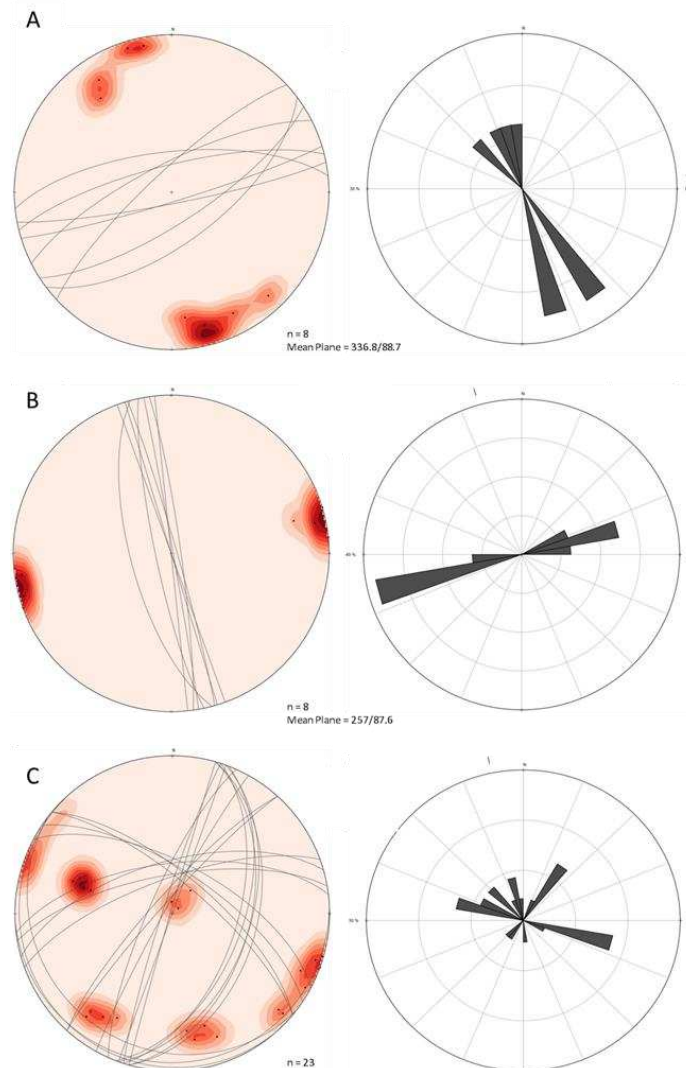 A
N
N
n = 8
Mean Plane = 336.8/88.7
B
N
N
n = 8
Mean Plane = 257/87.6
C
N
N
n = 23